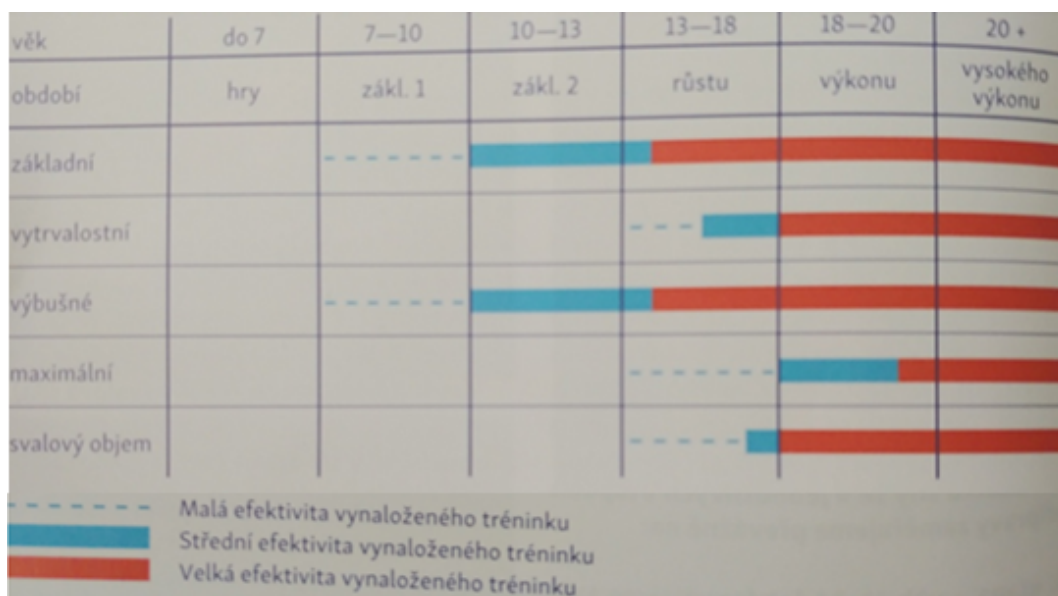 věk do 7 7—10 10—13 13—18 18—20 20 +
období hry zákl. 1 zákl. 2 růstu výkonu vysokého
výkonu
základní
vytrvalostní
výbušné
maximální
svalový objem
Malá efektivita vynaloženého tréninku
Střední efektivita vynaloženého tréninku
Velká efektivita vynaloženého tréninku